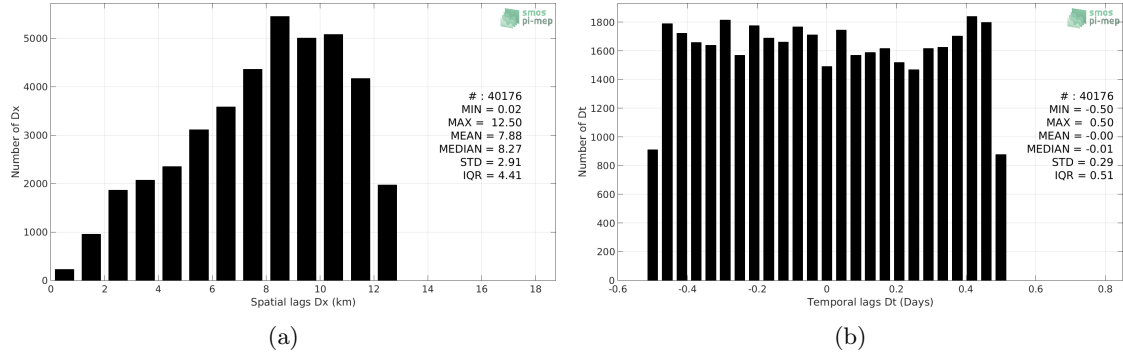 smos
pi-mep
5000
4000
3000
2000
1000
0
Number of Dx
# : 40176
MIN = 0.02
MAX = 12.50
MEAN = 7.88
MEDIAN = 8.27
STD = 2.91
IQR = 4.41
0 2 4 6 8 10 12 14 16 18
Spatial lags Dx (km)
(a)
smos
pi-mep
1800
1600
1400
1200
1000
800
600
400
200
0
Number of Dt
# : 40176
MIN = -0.50
MAX = 0.50
MEAN = -0.00
MEDIAN = -0.01
STD = 0.29
IQR = 0.51
-0.6 -0.4 -0.2 0 0.2 0.4 0.6 0.8
Temporal lags Dt (Days)
(b)